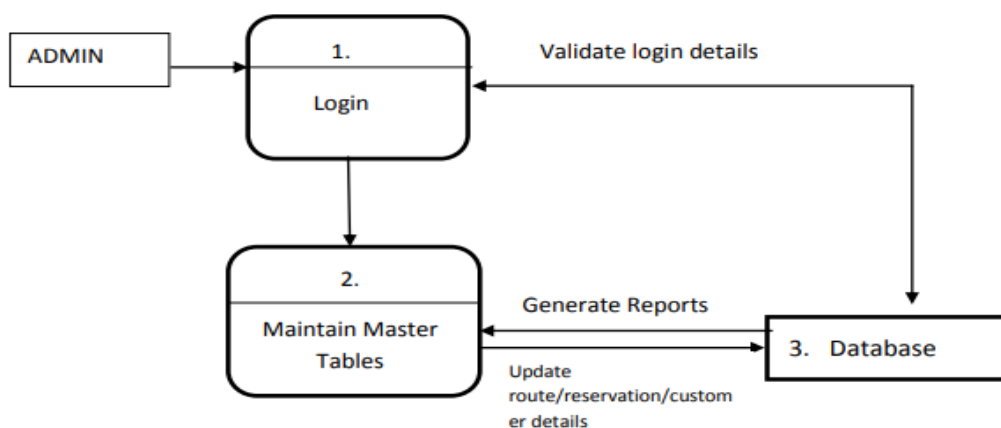 ADMIN
1.
Login
Validate login details
2.
Maintain Master
Tables
Generate Reports
Update
route/reservation/custom
er details
3. Database